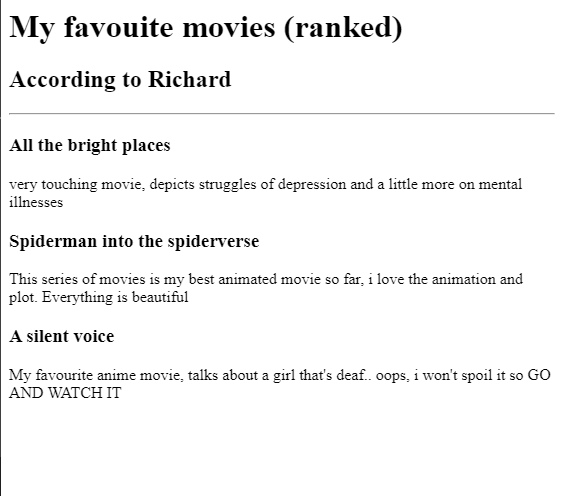 My favouite movies (ranked)
According to Richard
All the bright places
very touching movie, depicts struggles of depression and a little more on mental
illnesses
Spiderman into the spiderverse
This series of movies is my best animated movie so far, i love the animation and
plot. Everything is beautiful
A silent voice
My favourite anime movie, talks about a girl that's deaf.. oops, i won't spoil it so GO
AND WATCH IT